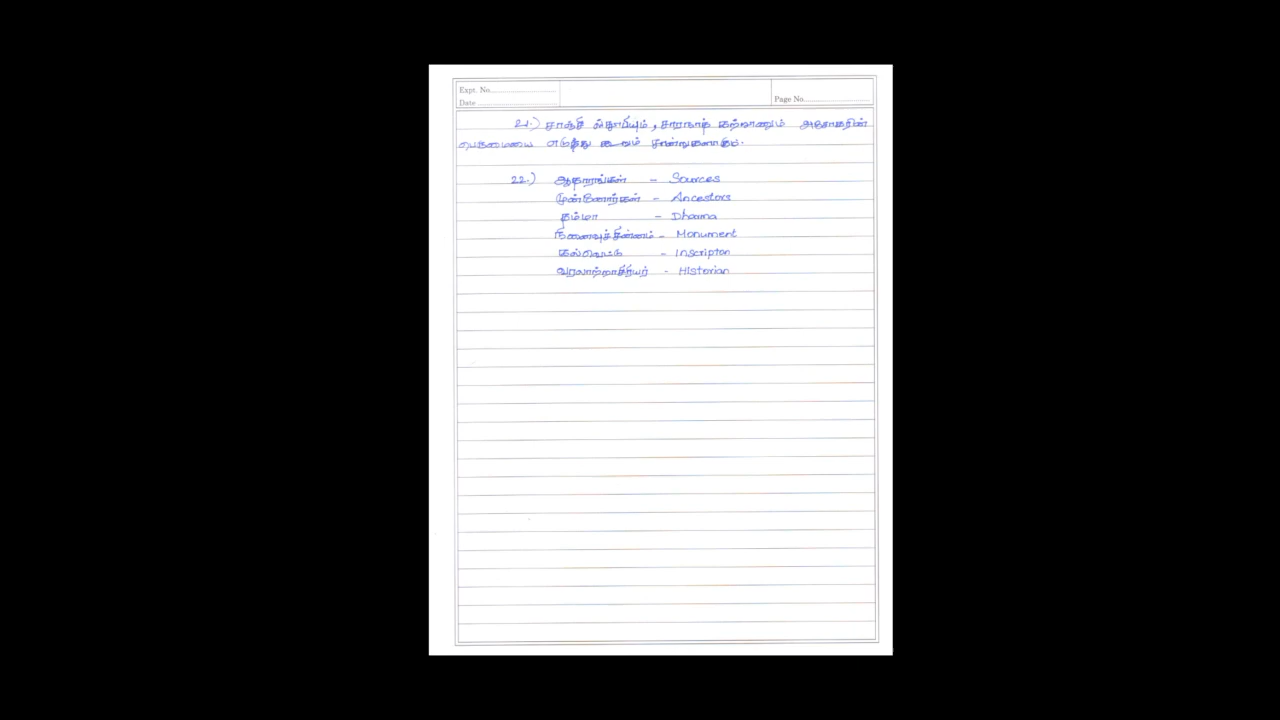 Expt. No.
Date
Page No.
21.) சாஞ்சி ஸ்தூபியும், சாரநாத் கற்றூணும் அசோகரின்
பெருமையை எடுத்து கூறும் சான்றுகளாகும்.
22.) ஆதாரங்கள் - Sources
முன்னோர்கள் - Ancestors
தம்மா - Dhama
நினைவுச்சின்னம் - Monument
கல்வெட்டு - Inscripton
வரலாற்றாசிரியர் - Historian